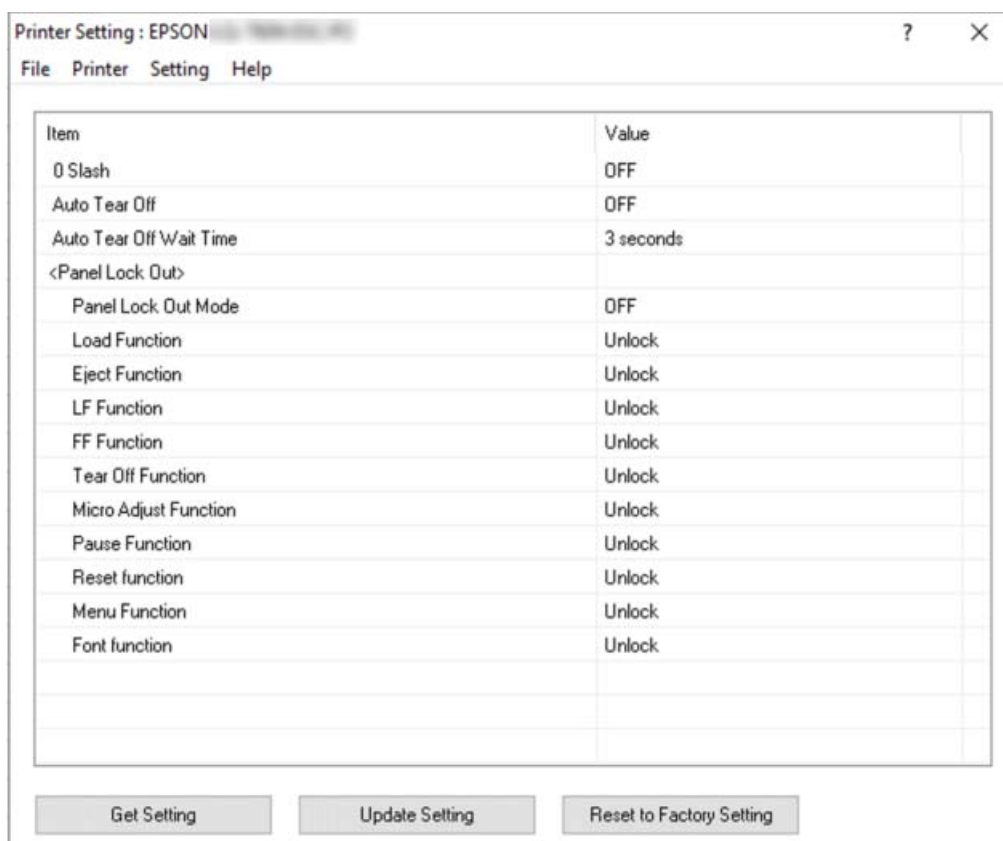 Printer Setting : EPSON
? ×
File Printer Setting Help
Item Value
0 Slash OFF
Auto Tear Off OFF
Auto Tear Off Wait Time 3 seconds
<Panel Lock Out>
Panel Lock Out Mode OFF
Load Function Unlock
Eject Function Unlock
LF Function Unlock
FF Function Unlock
Tear Off Function Unlock
Micro Adjust Function Unlock
Pause Function Unlock
Reset function Unlock
Menu Function Unlock
Font function Unlock
Get Setting Update Setting Reset to Factory Setting